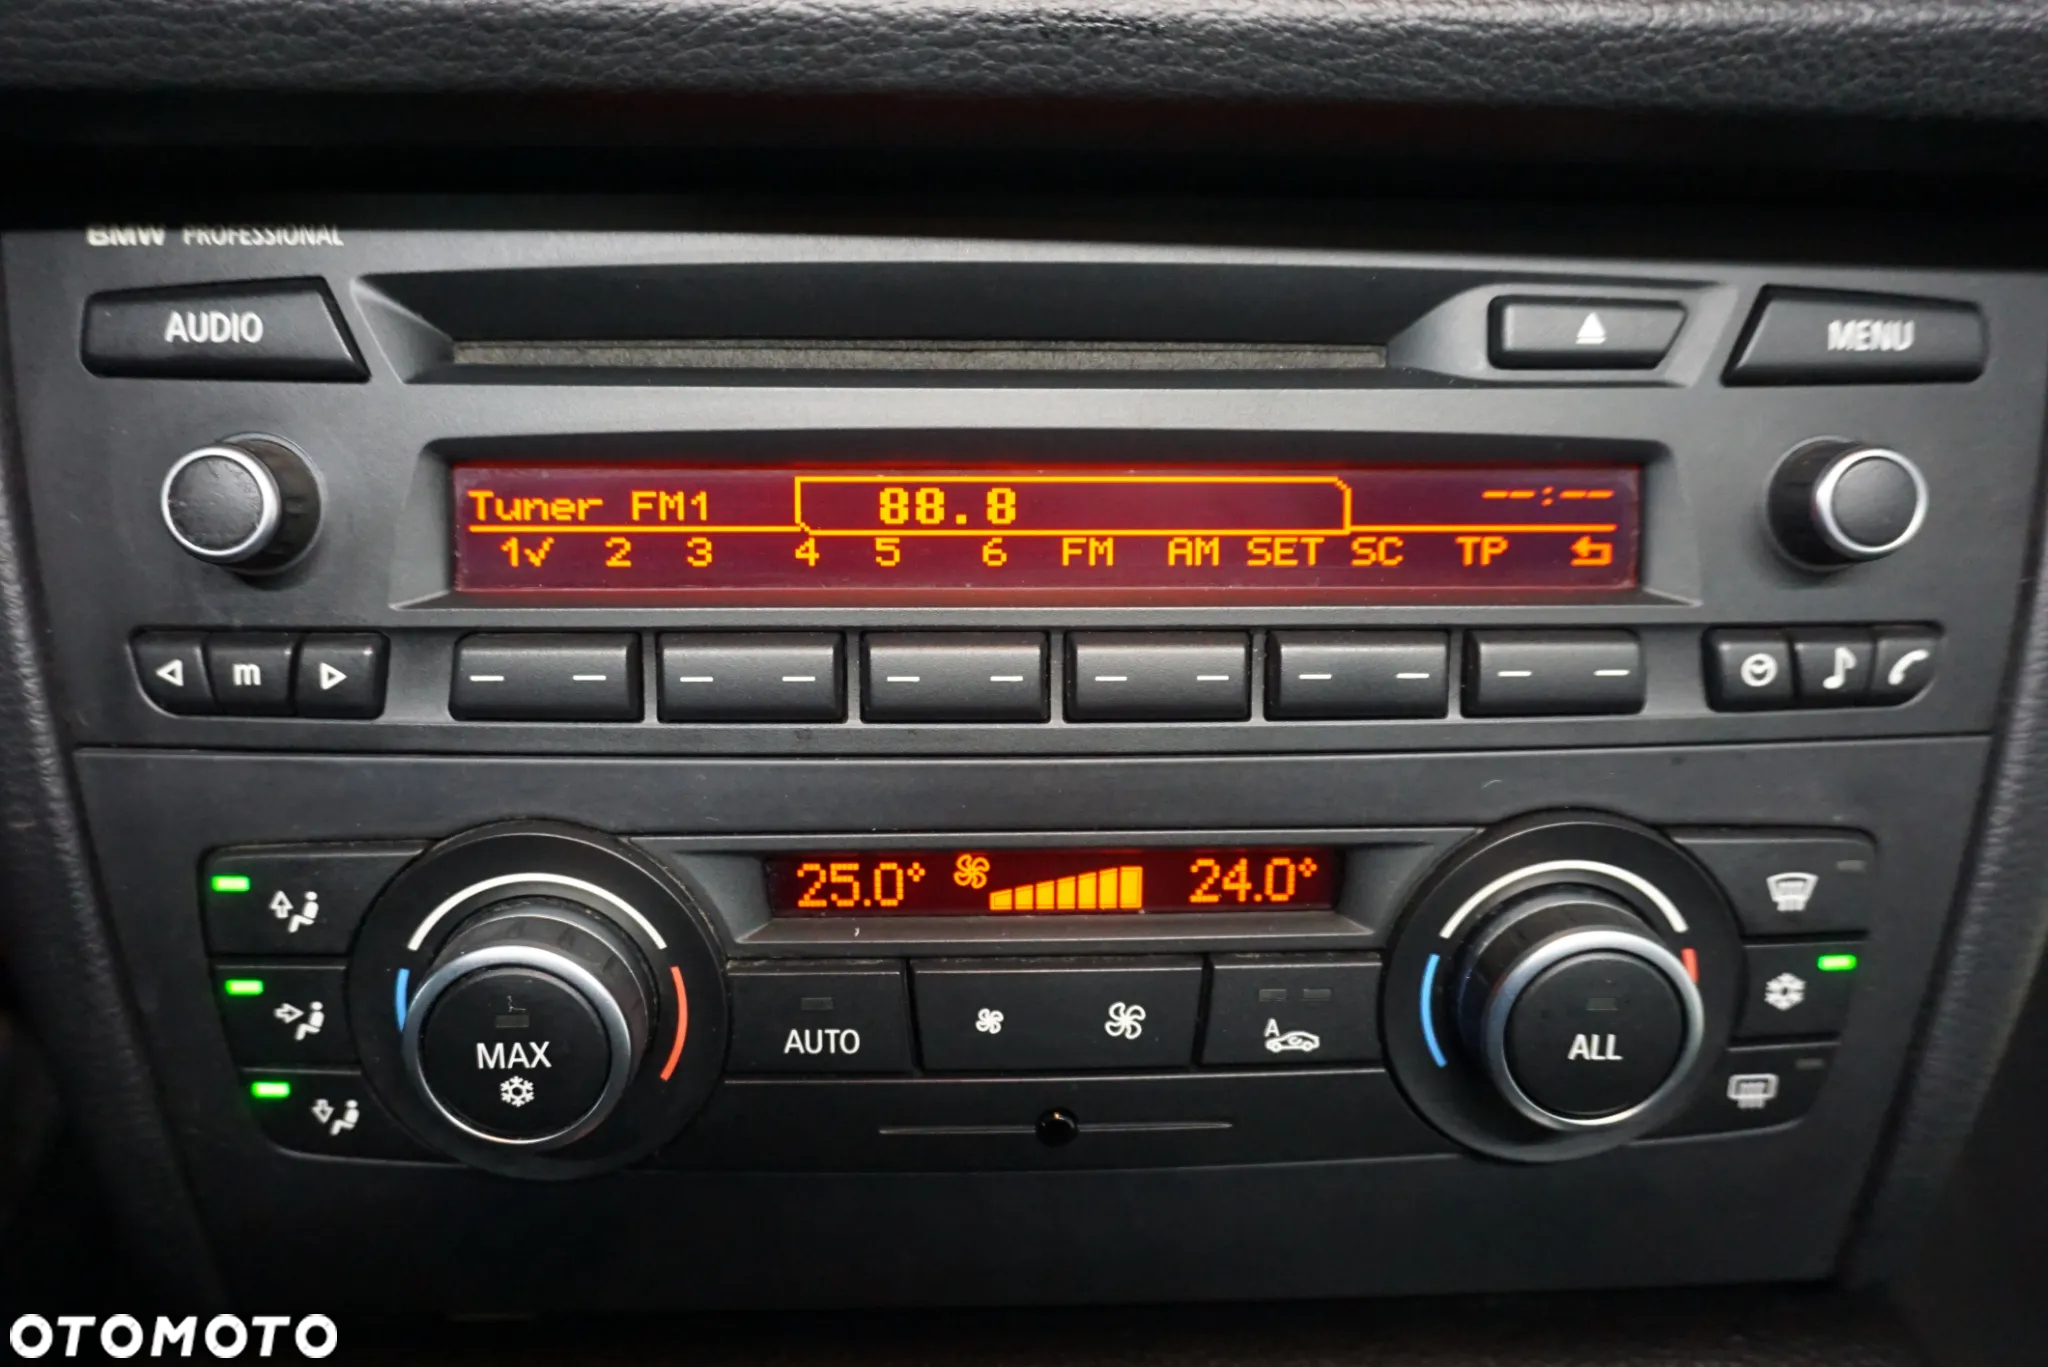 BMW PROFESSIONAL
AUDIO
MENU
Tuner FM1 88.8 --:--
1√ 2 3 4 5 6 FM AM SET SC TP
m
25.0° 24.0°
AUTO
A
MAX
ALL
OTOMOTO